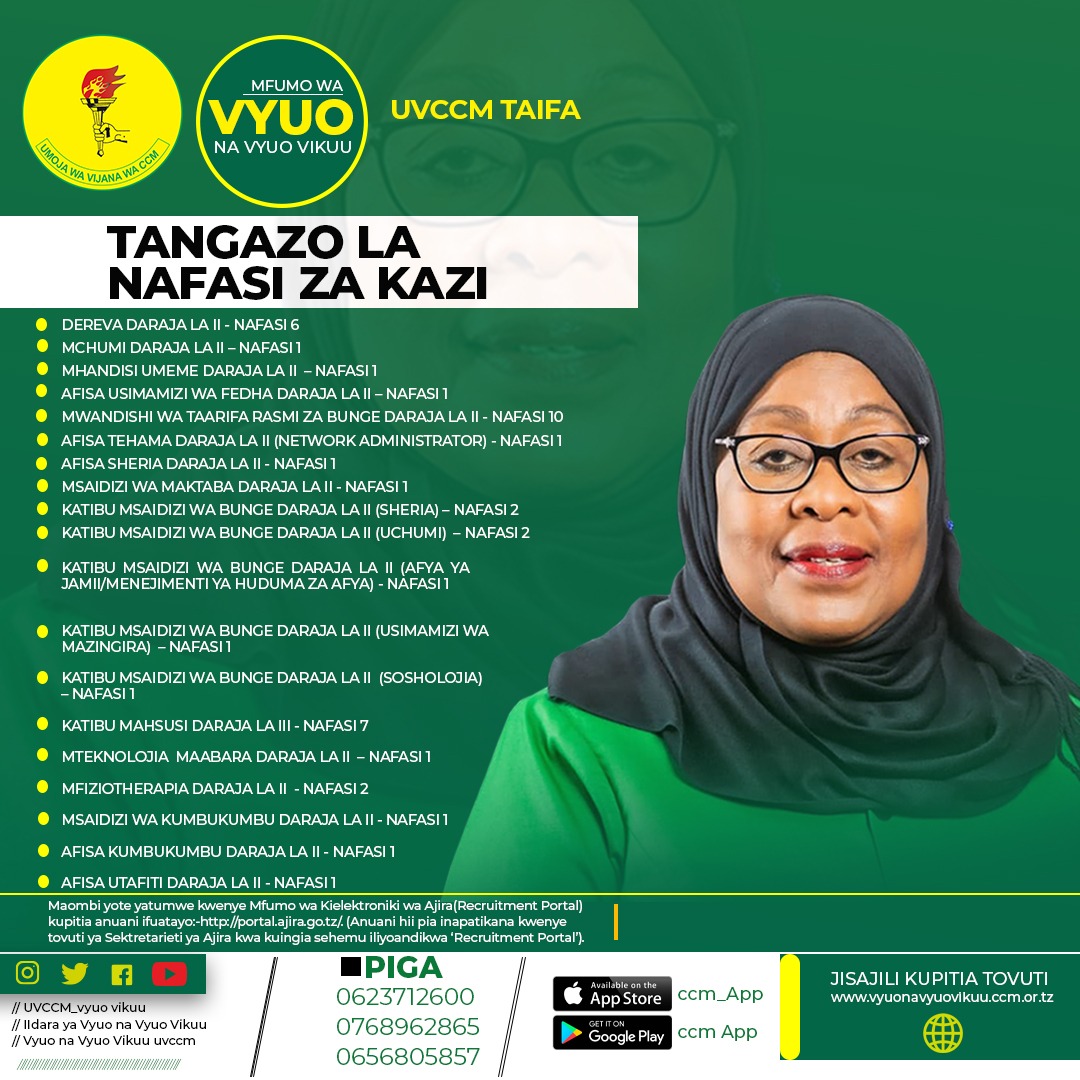 UMOJA WA VIJANA WA CCM
MFUMO WA
VYUO
NA VYUO VIKUU
UVCCM TAIFA
TANGAZO LA
NAFASI ZA KAZI
DEREVA DARAJA LA II - NAFASI 6
MCHUMI DARAJA LA II – NAFASI 1
MHANDISI UMEME DARAJA LA II – NAFASI 1
AFISA USIMAMIZI WA FEDHA DARAJA LA II – NAFASI 1
MWANDISHI WA TAARIFA RASMI ZA BUNGE DARAJA LA II - NAFASI 10
AFISA TEHAMA DARAJA LA II (NETWORK ADMINISTRATOR) - NAFASI 1
AFISA SHERIA DARAJA LA II - NAFASI 1
MSAIDIZI WA MAKTABA DARAJA LA II - NAFASI 1
KATIBU MSAIDIZI WA BUNGE DARAJA LA II (SHERIA) – NAFASI 2
KATIBU MSAIDIZI WA BUNGE DARAJA LA II (UCHUMI) – NAFASI 2
KATIBU MSAIDIZI WA BUNGE DARAJA LA II (AFYA YA
JAMII/MENEJIMENTI YA HUDUMA ZA AFYA) - NAFASI 1
KATIBU MSAIDIZI WA BUNGE DARAJA LA II (USIMAMIZI WA
MAZINGIRA) – NAFASI 1
KATIBU MSAIDIZI WA BUNGE DARAJA LA II (SOSHOLOJIA)
– NAFASI 1
KATIBU MAHSUSI DARAJA LA III - NAFASI 7
MTEKNOLOJIA MAABARA DARAJA LA II – NAFASI 1
MFIZIOTHERAPIA DARAJA LA II - NAFASI 2
MSAIDIZI WA KUMBUKUMBU DARAJA LA II - NAFASI 1
AFISA KUMBUKUMBU DARAJA LA II - NAFASI 1
AFISA UTAFITI DARAJA LA II - NAFASI 1
Maombi yote yatumwe kwenye Mfumo wa Kielektroniki wa Ajira(Recruitment Portal)
kupitia anuani ifuatayo:-http://portal.ajira.go.tz/. (Anuani hii pia inapatikana kwenye
tovuti ya Sektretarieti ya Ajira kwa kuingia sehemu iliyoandikwa ‘Recruitment Portal’).
// UVCCM_vyuo vikuu
// IIdara ya Vyuo na Vyuo Vikuu
// Vyuo na Vyuo Vikuu uvccm
PIGA
0623712600
0768962865
0656805857
Available on the
App Store
ccm_App
GET IT ON
Google Play
ccm App
JISAJILI KUPITIA TOVUTI
www.vyuonavyuovikuu.ccm.or.tz